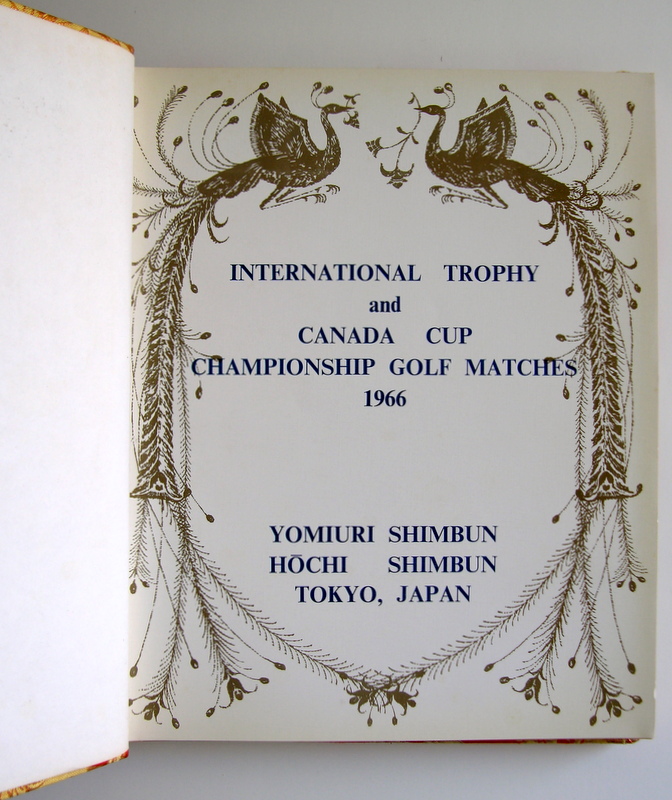 INTERNATIONAL TROPHY
and
CANADA CUP
CHAMPIONSHIP GOLF MATCHES
1966
YOMIURI SHIMBUN
HŌCHI SHIMBUN
TOKYO, JAPAN